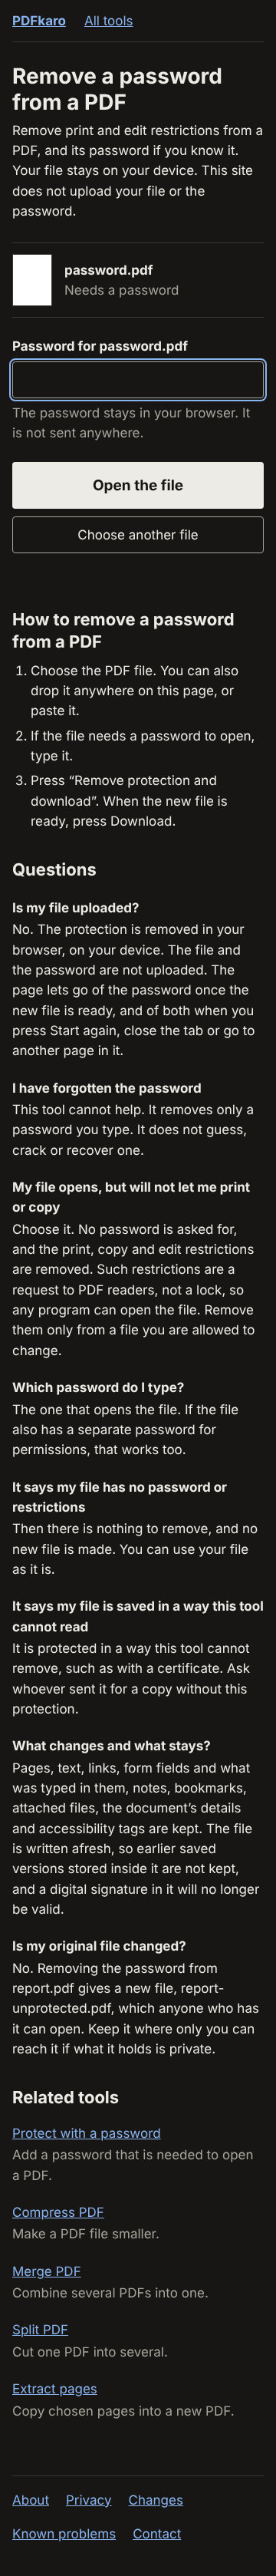 PDFkaro All tools
Remove a password
from a PDF
Remove print and edit restrictions from a
PDF, and its password if you know it.
Your file stays on your device. This site
does not upload your file or the
password.
password.pdf
Needs a password
Password for password.pdf
The password stays in your browser. It
is not sent anywhere.
Open the file
Choose another file
How to remove a password
from a PDF
1. Choose the PDF file. You can also
drop it anywhere on this page, or
paste it.
2. If the file needs a password to open,
type it.
3. Press “Remove protection and
download”. When the new file is
ready, press Download.
Questions
Is my file uploaded?
No. The protection is removed in your
browser, on your device. The file and
the password are not uploaded. The
page lets go of the password once the
new file is ready, and of both when you
press Start again, close the tab or go to
another page in it.
I have forgotten the password
This tool cannot help. It removes only a
password you type. It does not guess,
crack or recover one.
My file opens, but will not let me print
or copy
Choose it. No password is asked for,
and the print, copy and edit restrictions
are removed. Such restrictions are a
request to PDF readers, not a lock, so
any program can open the file. Remove
them only from a file you are allowed to
change.
Which password do I type?
The one that opens the file. If the file
also has a separate password for
permissions, that works too.
It says my file has no password or
restrictions
Then there is nothing to remove, and no
new file is made. You can use your file
as it is.
It says my file is saved in a way this tool
cannot read
It is protected in a way this tool cannot
remove, such as with a certificate. Ask
whoever sent it for a copy without this
protection.
What changes and what stays?
Pages, text, links, form fields and what
was typed in them, notes, bookmarks,
attached files, the document’s details
and accessibility tags are kept. The file
is written afresh, so earlier saved
versions stored inside it are not kept,
and a digital signature in it will no longer
be valid.
Is my original file changed?
No. Removing the password from
report.pdf gives a new file, report-
unprotected.pdf, which anyone who has
it can open. Keep it where only you can
reach it if what it holds is private.
Related tools
Protect with a password
Add a password that is needed to open
a PDF.
Compress PDF
Make a PDF file smaller.
Merge PDF
Combine several PDFs into one.
Split PDF
Cut one PDF into several.
Extract pages
Copy chosen pages into a new PDF.
About Privacy Changes
Known problems Contact